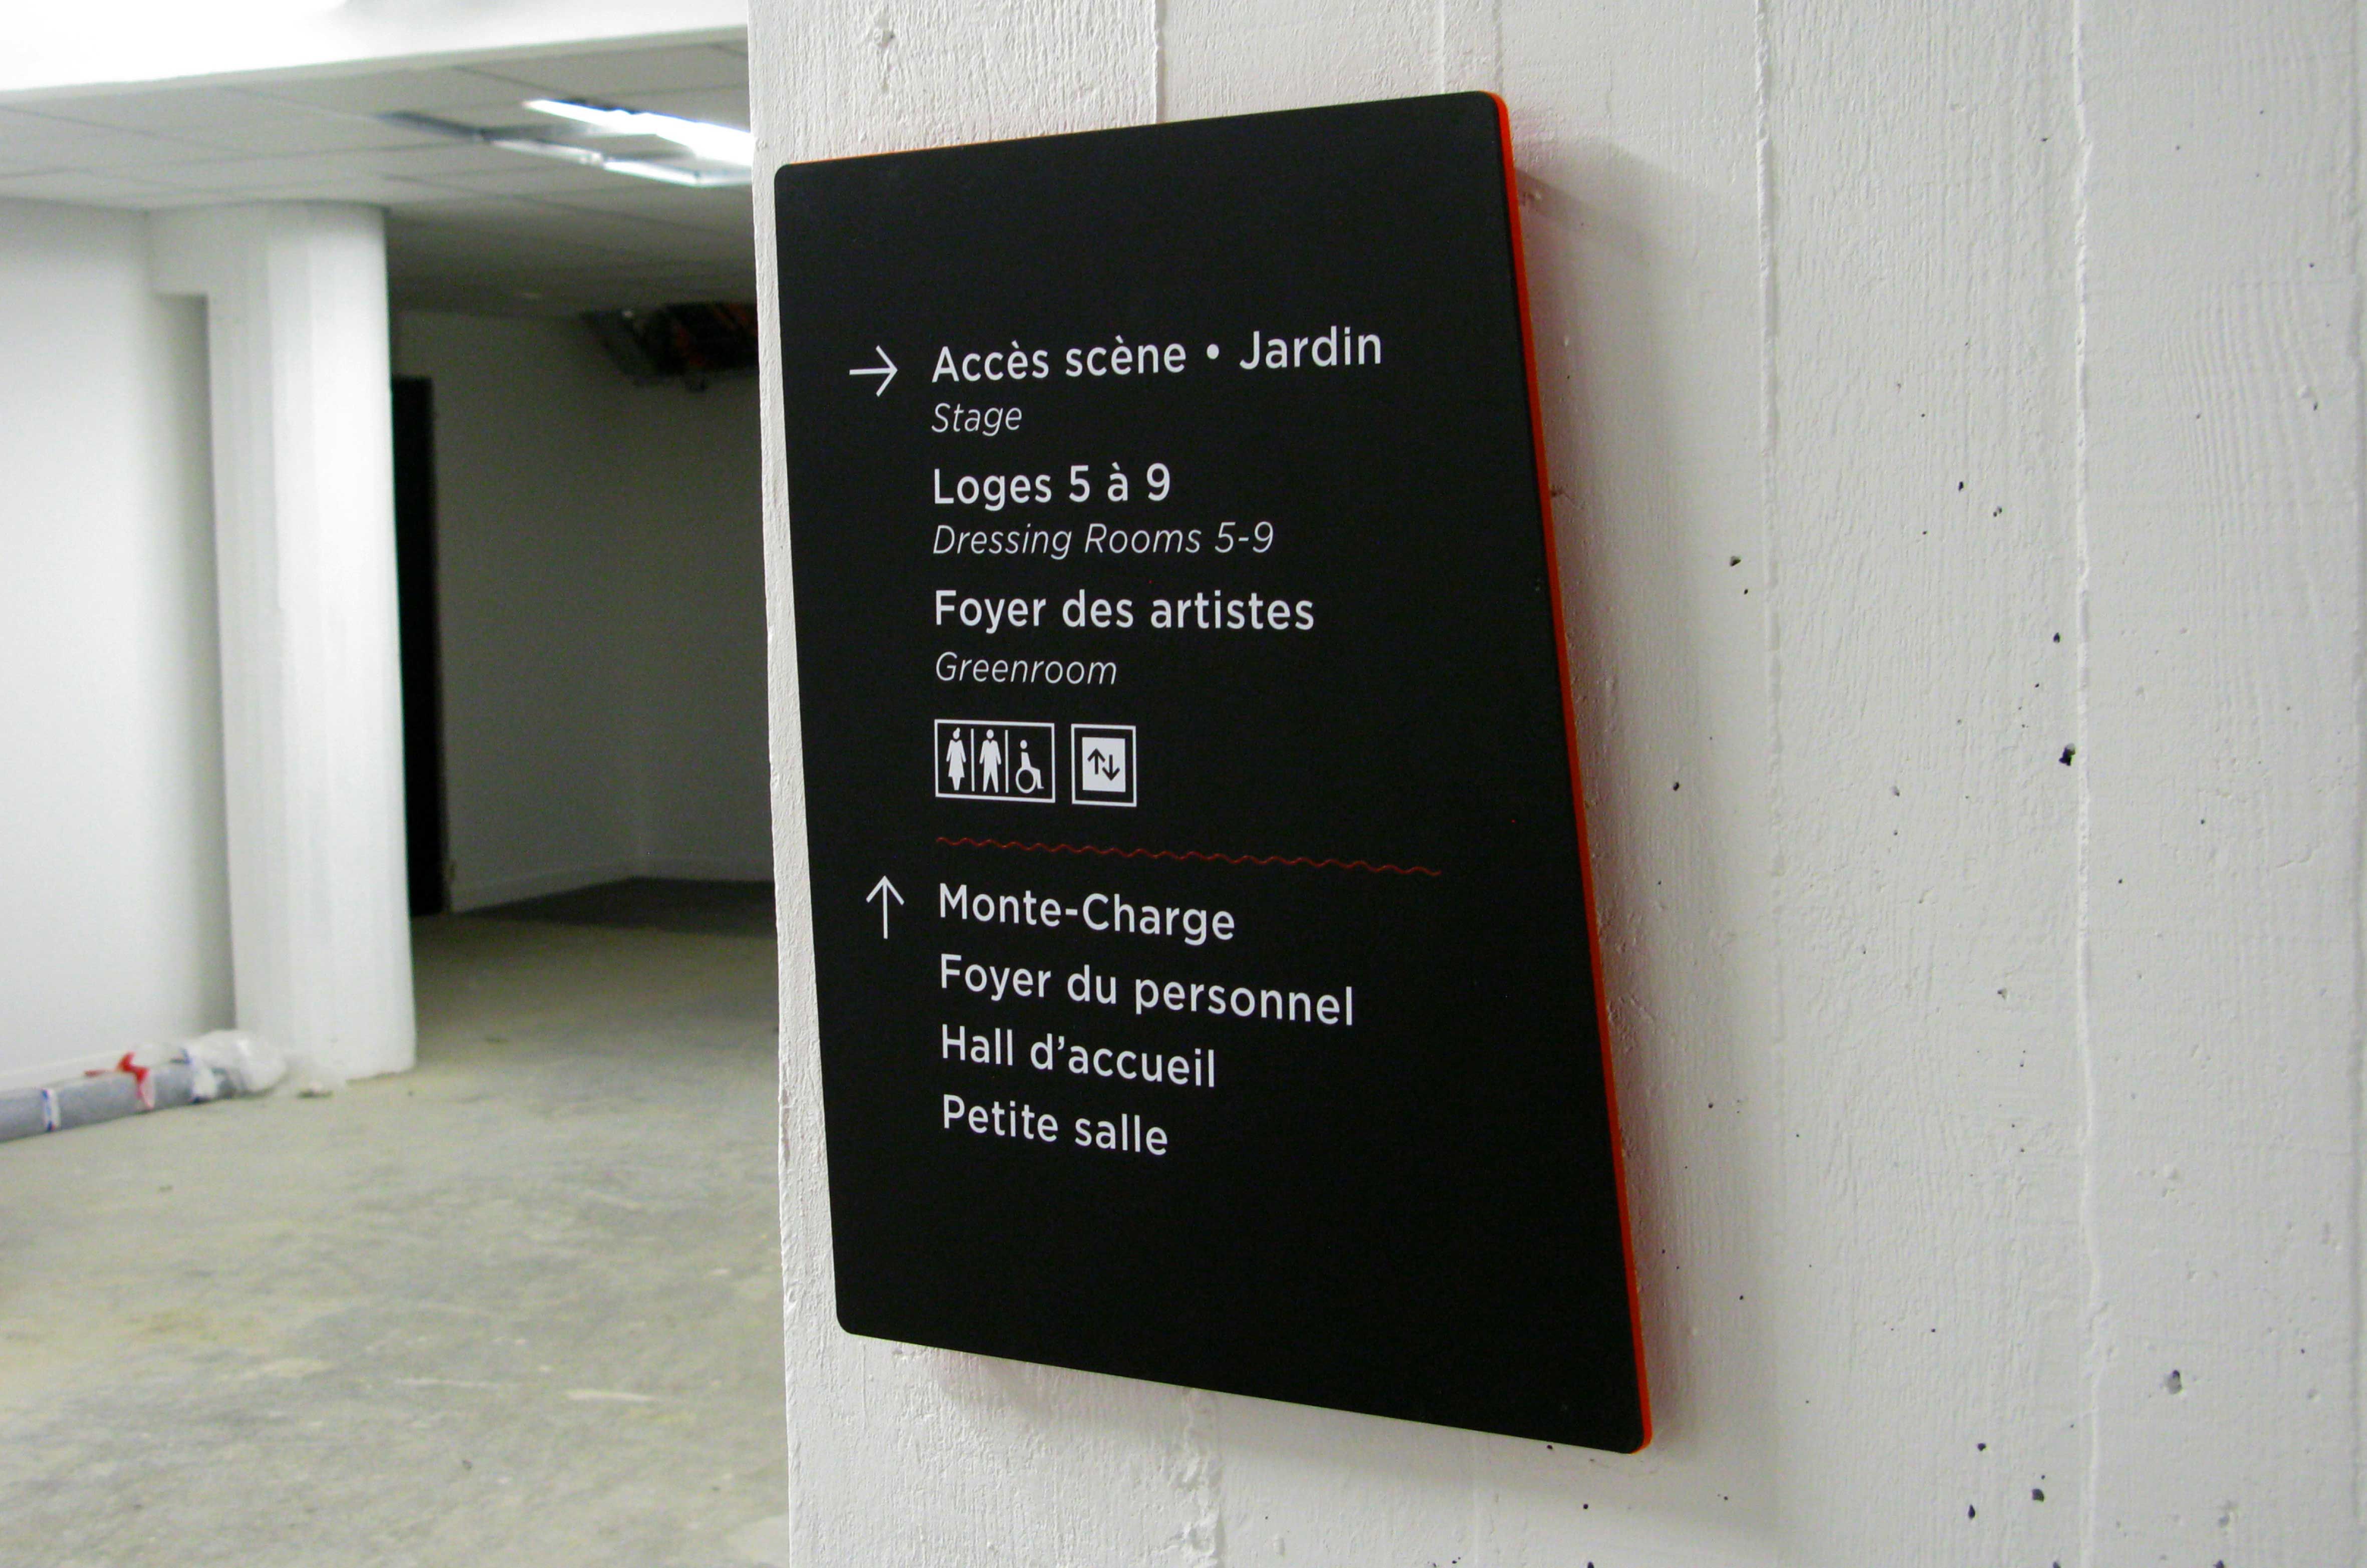 → Accès scène • Jardin
Stage
Loges 5 à 9
Dressing Rooms 5-9
Foyer des artistes
Greenroom
↑ Monte-Charge
Foyer du personnel
Hall d’accueil
Petite salle